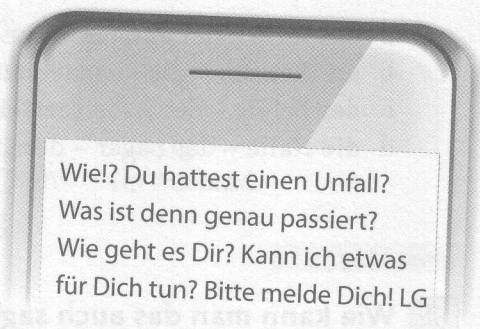 Wie!? Du hattest einen Unfall?
Was ist denn genau passiert?
Wie geht es Dir? Kann ich etwas
für Dich tun? Bitte melde Dich! LG